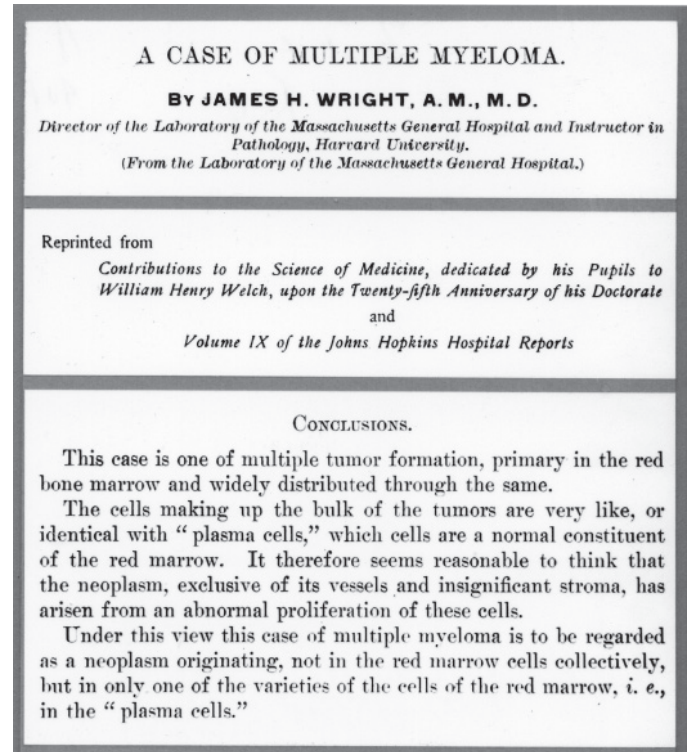 A CASE OF MULTIPLE MYELOMA.
BY JAMES H. WRIGHT, A. M., M. D.
Director of the Laboratory of the Massachusetts General Hospital and Instructor in
Pathology, Harvard University.
(From the Laboratory of the Massachusetts General Hospital.)
Reprinted from
Contributions to the Science of Medicine, dedicated by his Pupils to
William Henry Welch, upon the Twenty-fifth Anniversary of his Doctorate
and
Volume IX of the Johns Hopkins Hospital Reports
CONCLUSIONS.
This case is one of multiple tumor formation, primary in the red
bone marrow and widely distributed through the same.
The cells making up the bulk of the tumors are very like, or
identical with “ plasma cells,” which cells are a normal constituent
of the red marrow. It therefore seems reasonable to think that
the neoplasm, exclusive of its vessels and insignificant stroma, has
arisen from an abnormal proliferation of these cells.
Under this view this case of multiple myeloma is to be regarded
as a neoplasm originating, not in the red marrow cells collectively,
but in only one of the varieties of the cells of the red marrow, i. e.,
in the “ plasma cells.”